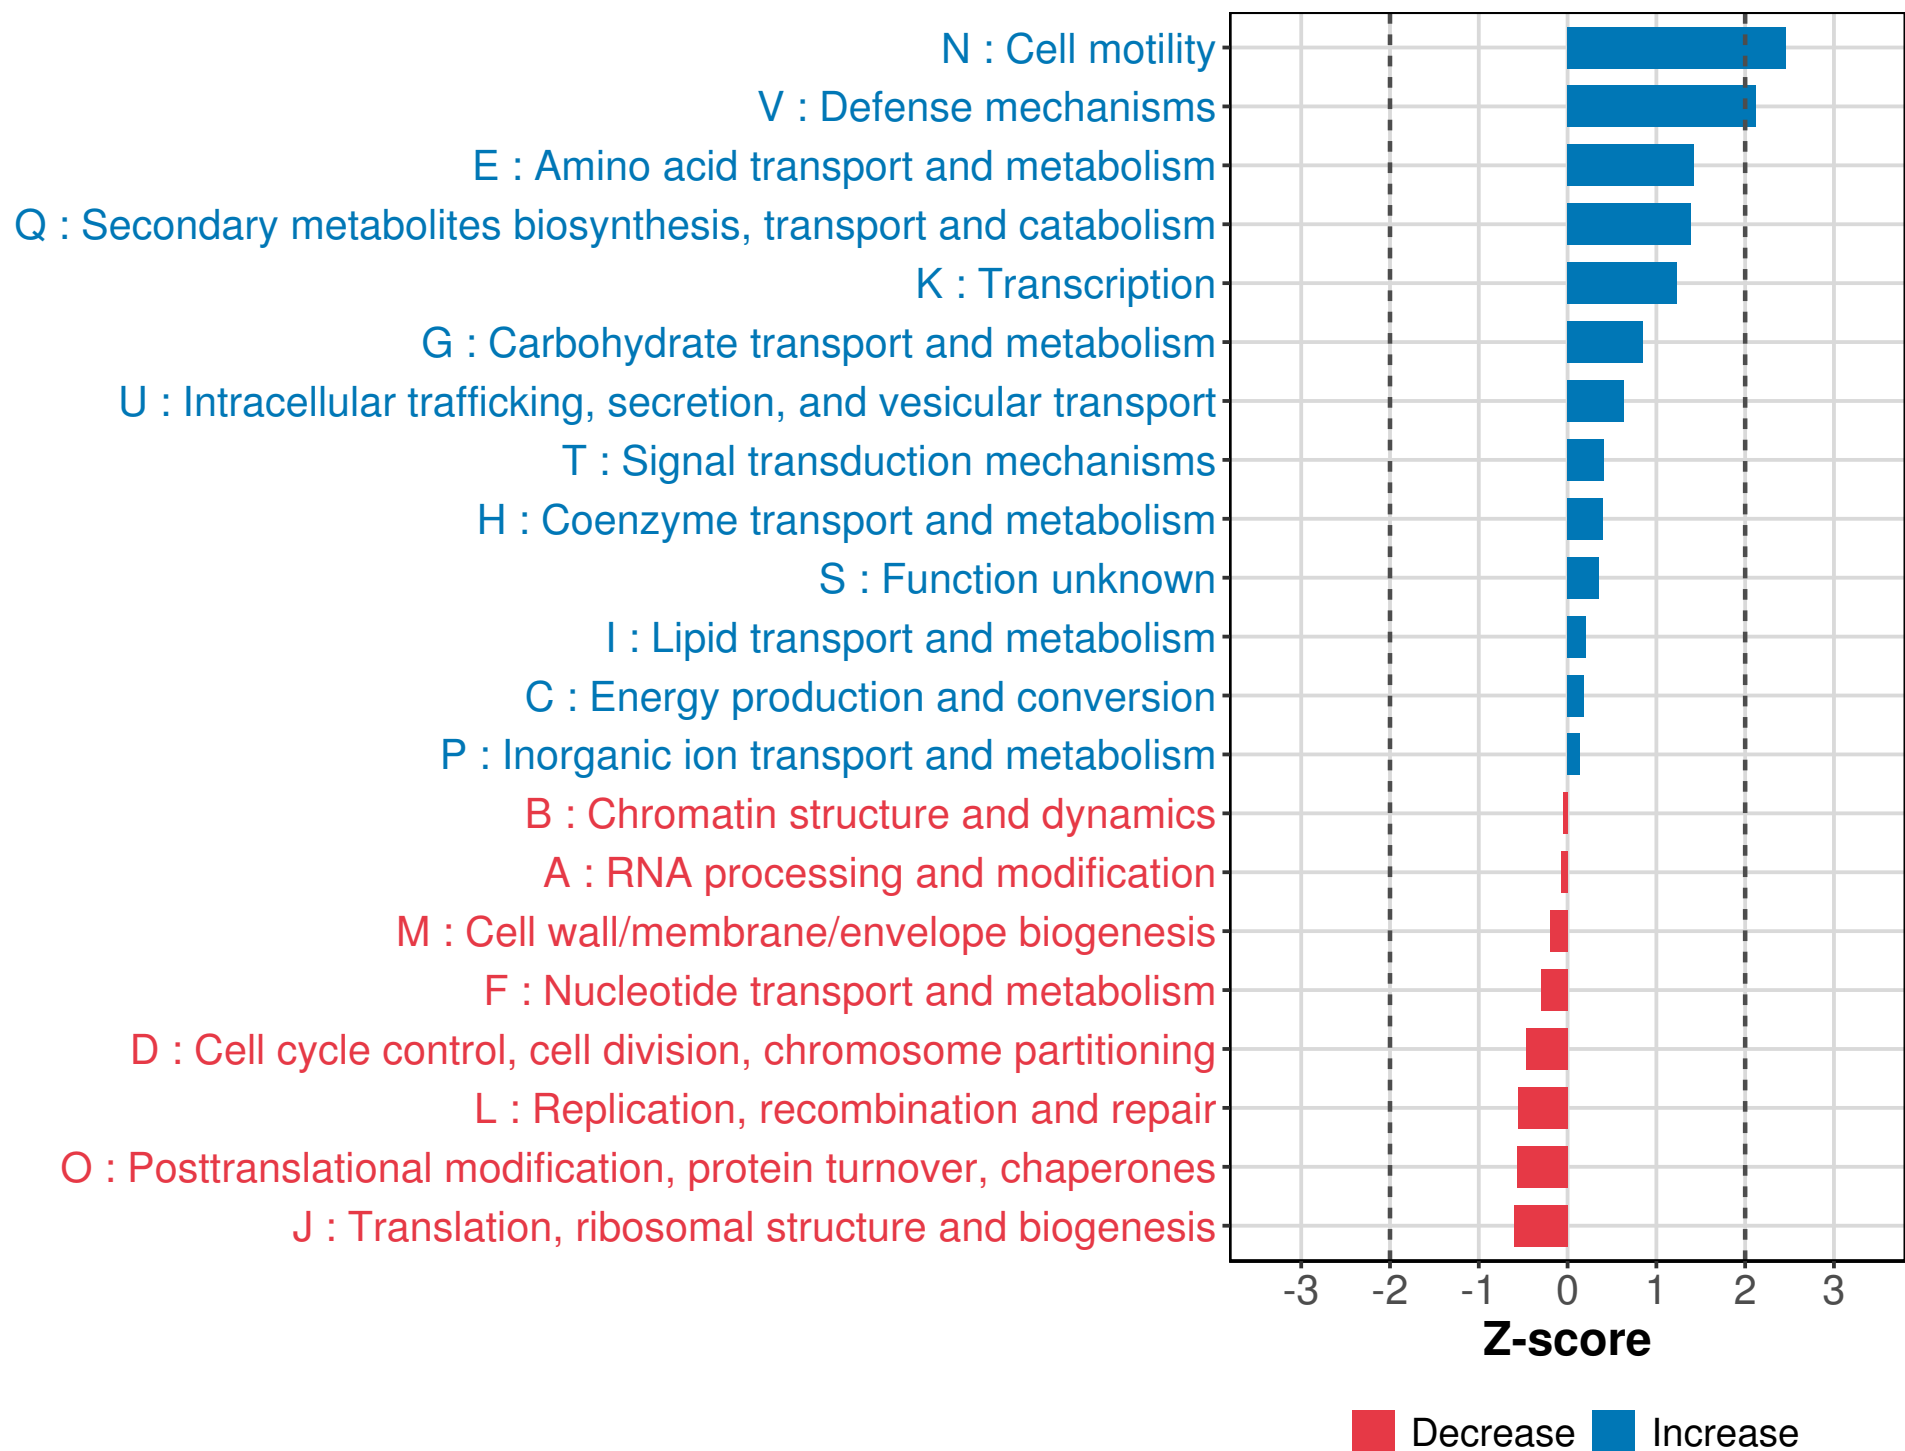 N : Cell motility
V : Defense mechanisms
E : Amino acid transport and metabolism
Q : Secondary metabolites biosynthesis, transport and catabolism
K : Transcription
G : Carbohydrate transport and metabolism
U : Intracellular trafficking, secretion, and vesicular transport
T : Signal transduction mechanisms
H : Coenzyme transport and metabolism
S : Function unknown
I : Lipid transport and metabolism
C : Energy production and conversion
P : Inorganic ion transport and metabolism
B : Chromatin structure and dynamics
A : RNA processing and modification
M : Cell wall/membrane/envelope biogenesis
F : Nucleotide transport and metabolism
D : Cell cycle control, cell division, chromosome partitioning
L : Replication, recombination and repair
O : Posttranslational modification, protein turnover, chaperones
J : Translation, ribosomal structure and biogenesis
-3 -2 -1 0 1 2 3
Z-score
Decrease Increase